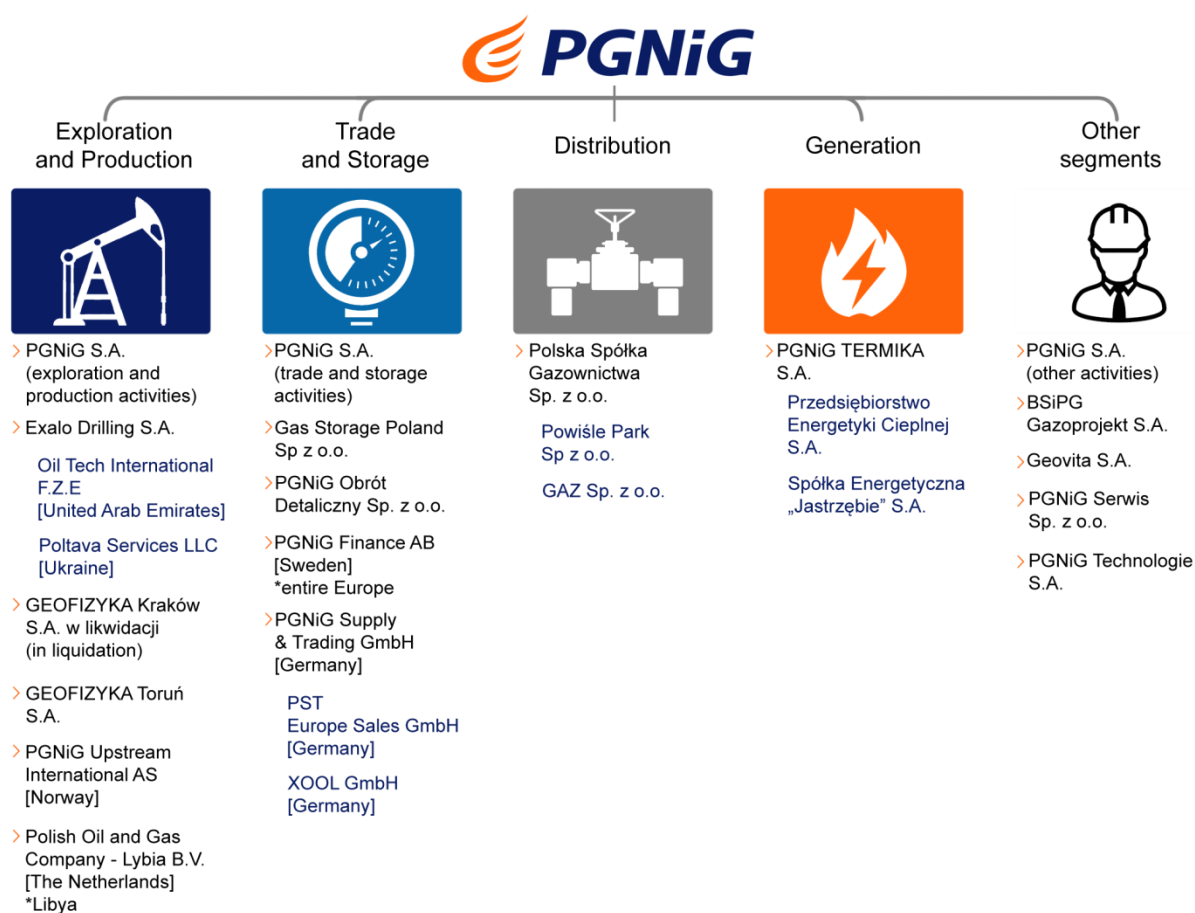 PGNiG
Exploration
and Production
PGNiG S.A.
(exploration and
production activities)
Exalo Drilling S.A.
Oil Tech International
F.Z.E
[United Arab Emirates]
Poltava Services LLC
[Ukraine]
GEOFIZYKA Kraków
S.A. w likwidacji
(in liquidation)
GEOFIZYKA Toruń
S.A.
PGNiG Upstream
International AS
[Norway]
Polish Oil and Gas
Company - Lybia B.V.
[The Netherlands]
*Libya
Trade
and Storage
PGNiG S.A.
(trade and storage
activities)
Gas Storage Poland
Sp z o.o.
PGNiG Obrót
Detaliczny Sp. z o.o.
PGNiG Finance AB
[Sweden]
*entire Europe
PGNiG Supply
& Trading GmbH
[Germany]
PST
Europe Sales GmbH
[Germany]
XOOL GmbH
[Germany]
Distribution
Polska Spółka
Gazownictwa
Sp. z o.o.
Powiśle Park
Sp z o.o.
GAZ Sp. z o.o.
Generation
PGNiG TERMIKA
S.A.
Przedsiębiorstwo
Energetyki Cieplnej
S.A.
Spółka Energetyczna
„Jastrzębie” S.A.
Other
segments
PGNiG S.A.
(other activities)
BSiPG
Gazoprojekt S.A.
Geovita S.A.
PGNiG Serwis
Sp. z o.o.
PGNiG Technologie
S.A.